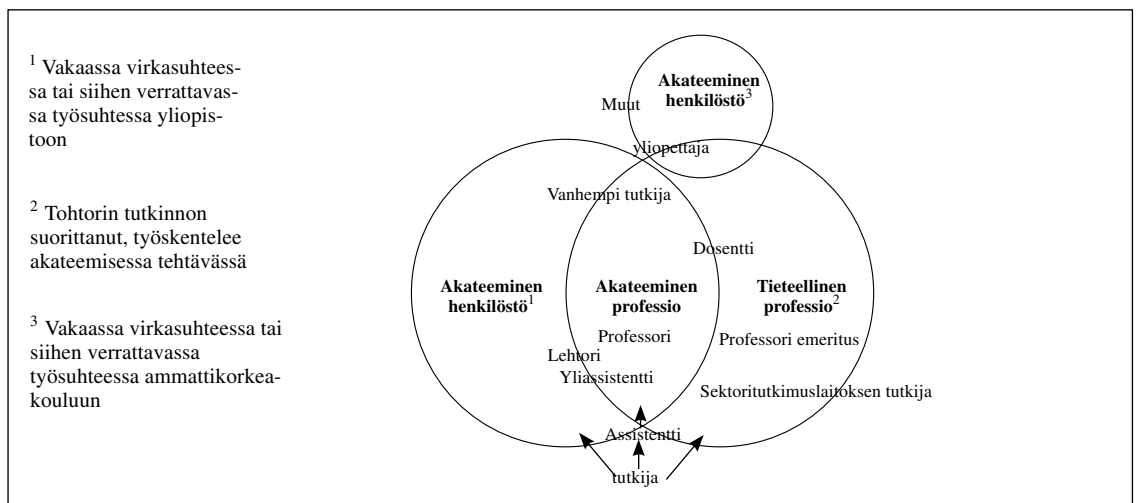 1 Vakaassa virkasuhtees-
sa tai siihen verrattavas-
sa työsuhtessa yliopis-
toon
2 Tohtorin tutkinnon
suorittanut, työskentelee
akateemisessa tehtävässä
3 Vakaassa virkasuhteessa tai
siihen verrattavassa
työsuhteessa ammattikorkea-
kouluun
Akateeminen
henkilöstö3
Muut
yliopettaja
Vanhempi tutkija
Dosentti
Akateeminen
henkilöstö1
Akateeminen
professio
Tieteellinen
professio2
Professori
Professori emeritus
Lehtori
Yliassistentti
Sektoritutkimuslaitoksen tutkija
Assistentti
tutkija